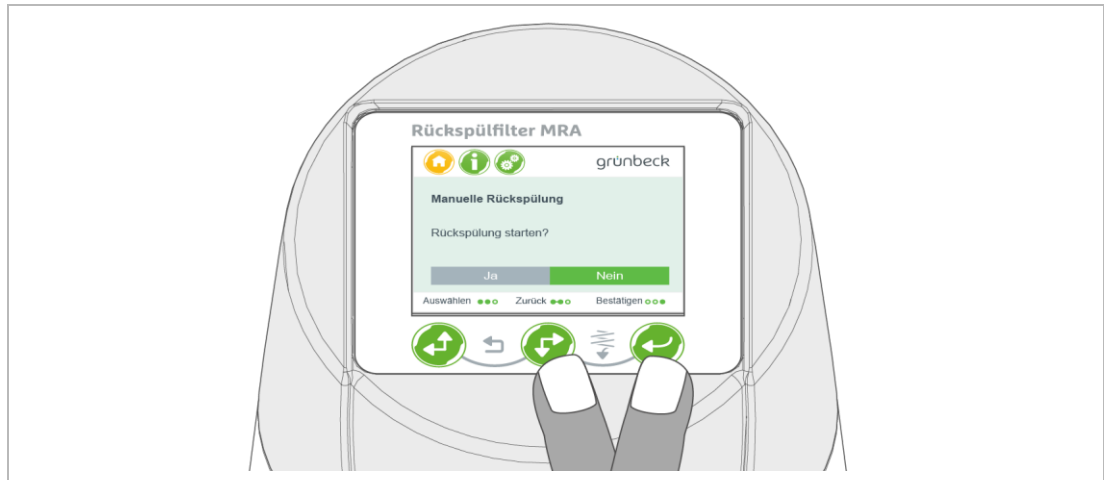 Rückspülfilter MRA
grünbeck
Manuelle Rückspülung
Rückspülung starten?
Ja Nein
Auswählen Zurück Bestätigen